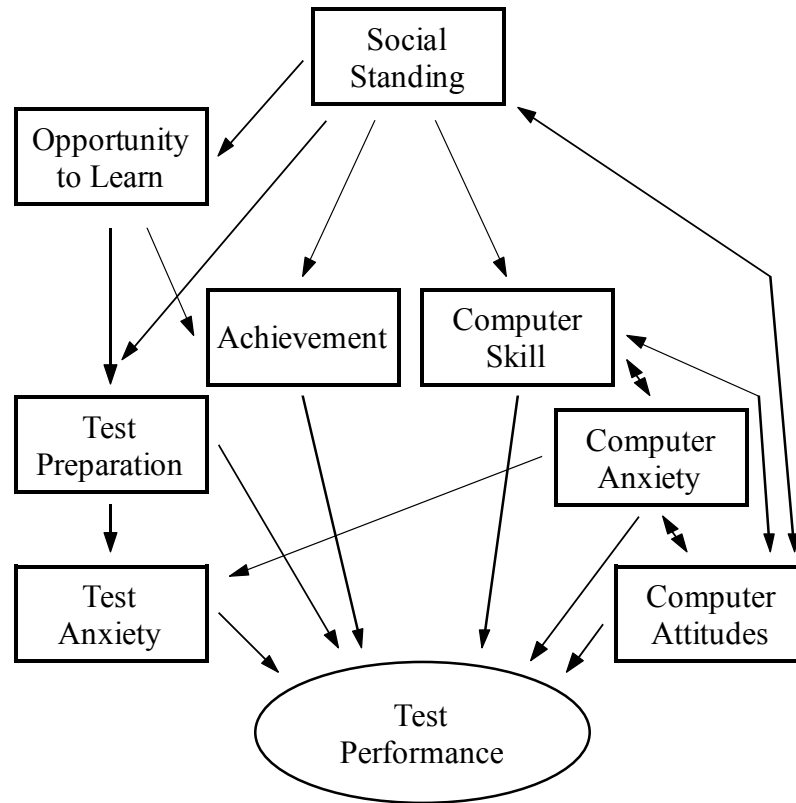 Social
Standing
Opportunity
to Learn
Achievement
Computer
Skill
Test
Preparation
Computer
Anxiety
Test
Anxiety
Computer
Attitudes
Test
Performance